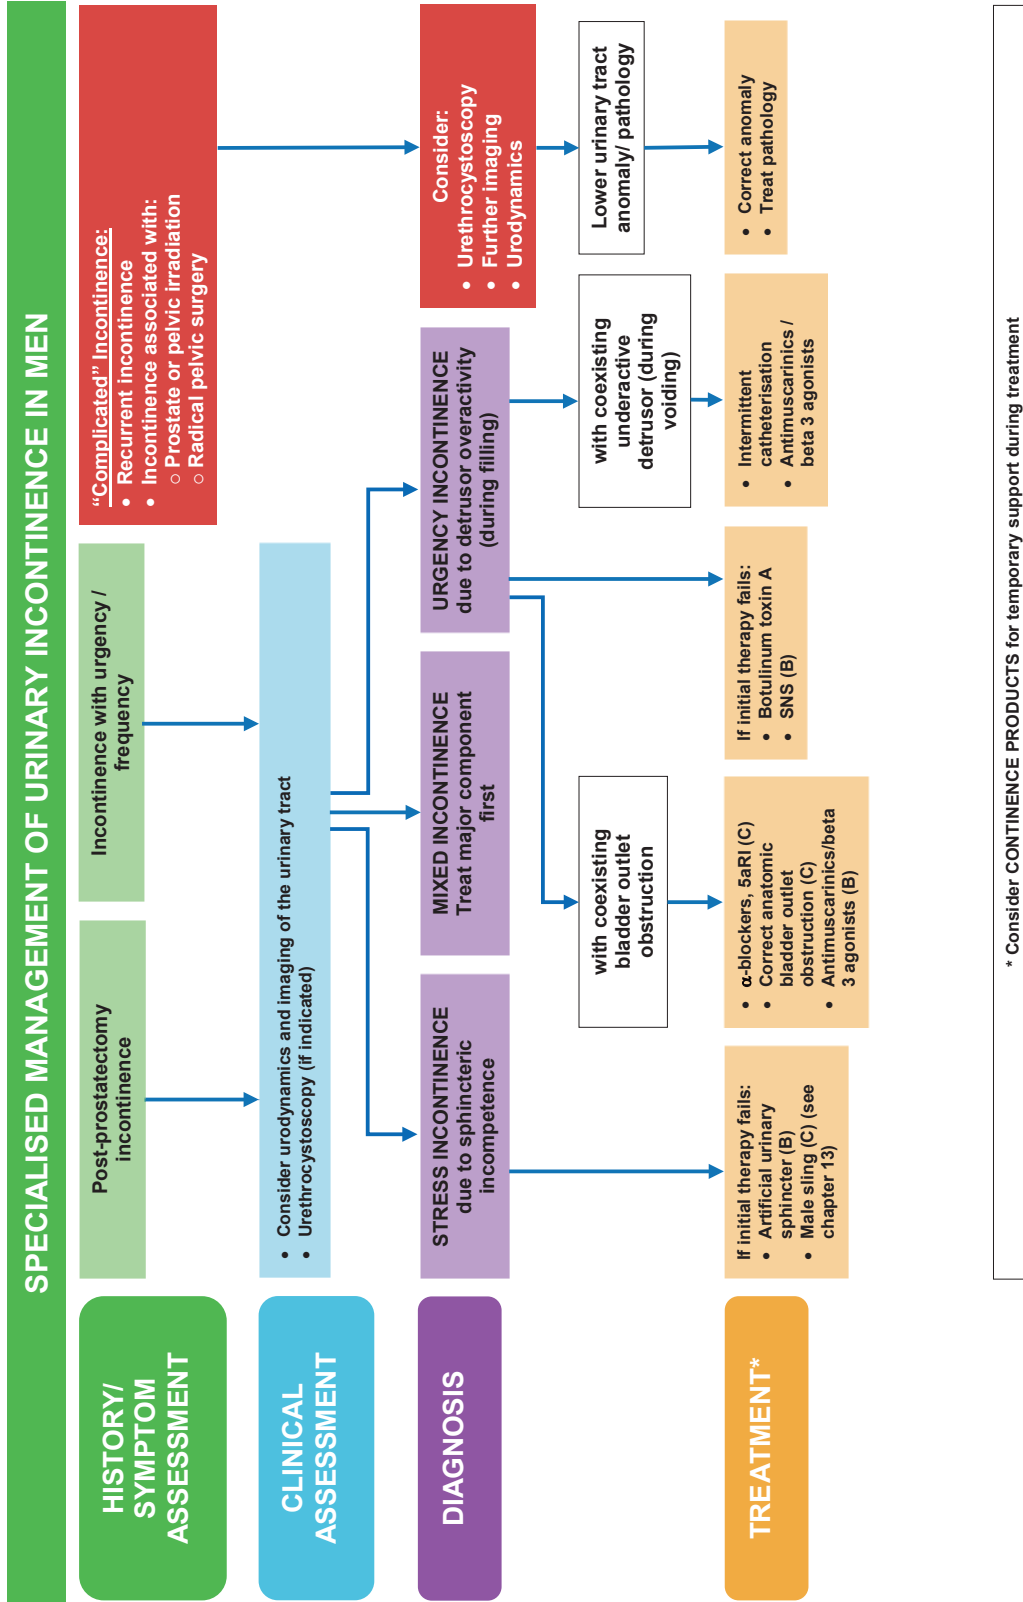 SPECIALISED MANAGEMENT OF URINARY INCONTINENCE IN MEN
HISTORY/
SYMPTOM
ASSESSMENT
Post-prostatectomy
incontinence
Incontinence with urgency /
frequency
“Complicated” Incontinence:
• Recurrent incontinence
• Incontinence associated with:
○ Prostate or pelvic irradiation
○ Radical pelvic surgery
CLINICAL
ASSESSMENT
• Consider urodynamics and imaging of the urinary tract
• Urethrocystoscopy (if indicated)
DIAGNOSIS
STRESS INCONTINENCE
due to sphincteric
incompetence
MIXED INCONTINENCE
Treat major component
first
URGENCY INCONTINENCE
due to detrusor overactivity
(during filling)
Consider:
• Urethrocystoscopy
• Further imaging
• Urodynamics
with coexisting
bladder outlet
obstruction
with coexisting
underactive
detrusor (during
voiding)
Lower urinary tract
anomaly/ pathology
TREATMENT*
If initial therapy fails:
• Artificial urinary
sphincter (B)
• Male sling (C) (see
chapter 13)
• α-blockers, 5aRI (C)
• Correct anatomic
bladder outlet
obstruction (C)
• Antimuscarinics/beta
3 agonists (B)
If initial therapy fails:
• Botulinum toxin A
• SNS (B)
• Intermittent
catheterisation
• Antimuscarinics /
beta 3 agonists
• Correct anomaly
• Treat pathology
* Consider CONTINENCE PRODUCTS for temporary support during treatment